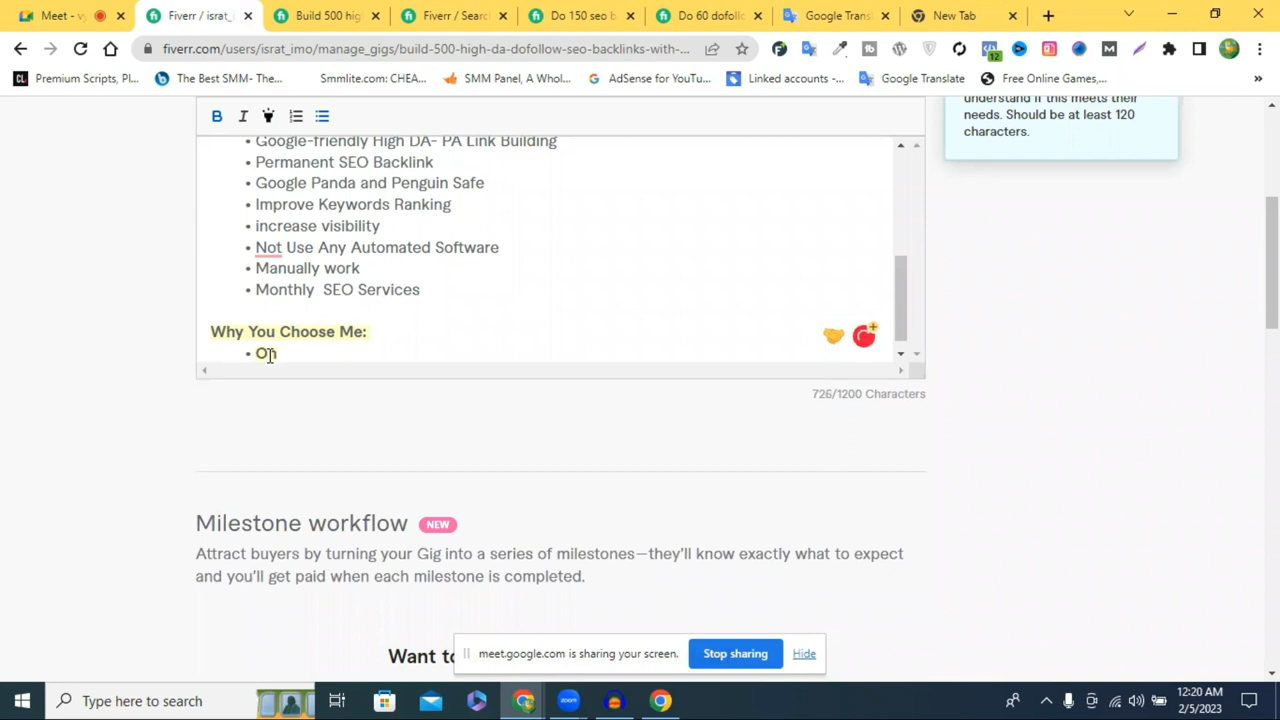 Meet - vy
Fiverr / israt_i
Build 500 hig
Fiverr / Searc
Do 150 seo b
Do 60 dofoll
Google Trans
New Tab
fiverr.com/users/israt_imo/manage_gigs/build-500-high-da-dofollow-seo-backlinks-with-...
12
Premium Scripts, Pl...
The Best SMM- The...
Smmlite.com: CHEA...
SMM Panel, A Whol...
AdSense for YouTu...
Linked accounts -...
Google Translate
Free Online Games,...
»
B I
understand if this meets their
needs. Should be at least 120
characters.
• Google-friendly High DA- PA Link Building
• Permanent SEO Backlink
• Google Panda and Penguin Safe
• Improve Keywords Ranking
• increase visibility
• Not Use Any Automated Software
• Manually work
• Monthly  SEO Services
Why You Choose Me:
• On
726/1200 Characters
Milestone workflow NEW
Attract buyers by turning your Gig into a series of milestones—they'll know exactly what to expect
and you'll get paid when each milestone is completed.
Want to
meet.google.com is sharing your screen. Stop sharing Hide
Type here to search
12:20 AM
2/5/2023